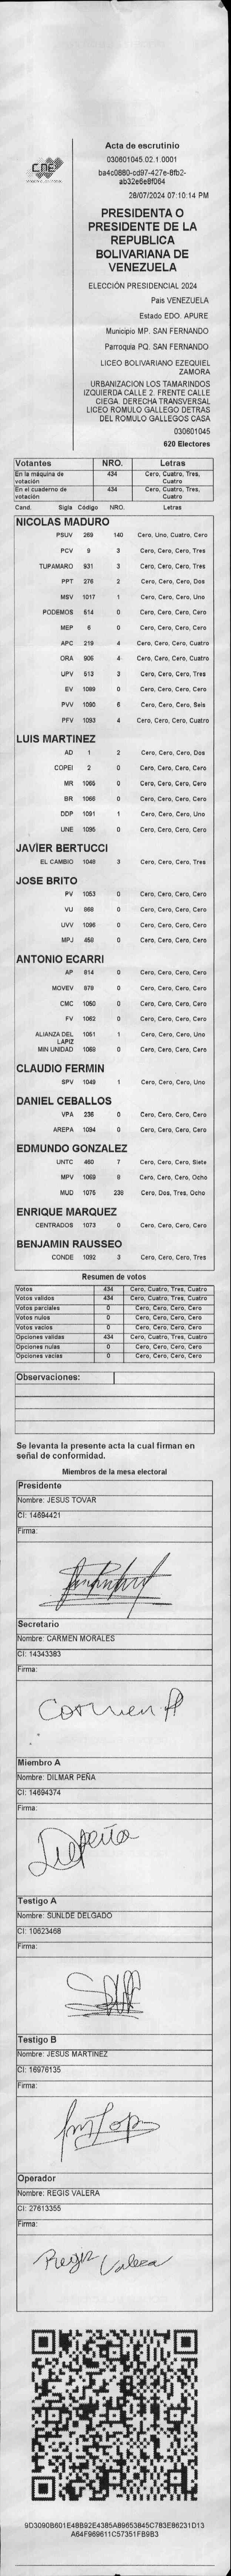 CNE
Acta de escrutinio
030601045.02.1.0001
ba4c0880-cd97-427e-8fb2-
ab32e6e8f064
28/07/2024 07:10:14 PM
PRESIDENTA O
PRESIDENTE DE LA
REPUBLICA
BOLIVARIANA DE
VENEZUELA
ELECCIÓN PRESIDENCIAL 2024
Pais VENEZUELA
Estado EDO. APURE
Municipio MP. SAN FERNANDO
Parroquia PQ. SAN FERNANDO
LICEO BOLIVARIANO EZEQUIEL
ZAMORA
URBANIZACION LOS TAMARINDOS
IZQUIERDA CALLE 2. FRENTE CALLE
CIEGA. DERECHA TRANSVERSAL
LICEO ROMULO GALLEGO DETRAS
DEL ROMULO GALLEGOS CASA
030601045
620 Electores
Votantes NRO. Letras
En la máquina de votación 434 Cero, Cuatro, Tres, Cuatro
En el cuaderno de votación 434 Cero, Cuatro, Tres, Cuatro
Cand. Sigla Código NRO. Letras
NICOLAS MADURO
PSUV 269 140 Cero, Uno, Cuatro, Cero
PCV 9 3 Cero, Cero, Cero, Tres
TUPAMARO 931 3 Cero, Cero, Cero, Tres
PPT 276 2 Cero, Cero, Cero, Dos
MSV 1017 1 Cero, Cero, Cero, Uno
PODEMOS 614 0 Cero, Cero, Cero, Cero
MEP 6 0 Cero, Cero, Cero, Cero
APC 219 4 Cero, Cero, Cero, Cuatro
ORA 906 4 Cero, Cero, Cero, Cuatro
UPV 513 3 Cero, Cero, Cero, Tres
EV 1089 0 Cero, Cero, Cero, Cero
PVV 1090 6 Cero, Cero, Cero, Seis
PFV 1093 4 Cero, Cero, Cero, Cuatro
LUIS MARTINEZ
AD 1 2 Cero, Cero, Cero, Dos
COPEI 2 0 Cero, Cero, Cero, Cero
MR 1065 0 Cero, Cero, Cero, Cero
BR 1066 0 Cero, Cero, Cero, Cero
DDP 1091 1 Cero, Cero, Cero, Uno
UNE 1095 0 Cero, Cero, Cero, Cero
JAVIER BERTUCCI
EL CAMBIO 1048 3 Cero, Cero, Cero, Tres
JOSE BRITO
PV 1053 0 Cero, Cero, Cero, Cero
VU 868 0 Cero, Cero, Cero, Cero
UVV 1096 0 Cero, Cero, Cero, Cero
MPJ 458 0 Cero, Cero, Cero, Cero
ANTONIO ECARRI
AP 814 0 Cero, Cero, Cero, Cero
MOVEV 979 0 Cero, Cero, Cero, Cero
CMC 1050 0 Cero, Cero, Cero, Cero
FV 1062 0 Cero, Cero, Cero, Cero
ALIANZA DEL LAPIZ 1051 1 Cero, Cero, Cero, Uno
MIN UNIDAD 1068 0 Cero, Cero, Cero, Cero
CLAUDIO FERMIN
SPV 1049 1 Cero, Cero, Cero, Uno
DANIEL CEBALLOS
VPA 236 0 Cero, Cero, Cero, Cero
AREPA 1094 0 Cero, Cero, Cero, Cero
EDMUNDO GONZALEZ
UNTC 460 7 Cero, Cero, Cero, Siete
MPV 1069 8 Cero, Cero, Cero, Ocho
MUD 1075 238 Cero, Dos, Tres, Ocho
ENRIQUE MARQUEZ
CENTRADOS 1073 0 Cero, Cero, Cero, Cero
BENJAMIN RAUSSEO
CONDE 1092 3 Cero, Cero, Cero, Tres
Resumen de votos
Votos 434 Cero, Cuatro, Tres, Cuatro
Votos validos 434 Cero, Cuatro, Tres, Cuatro
Votos parciales 0 Cero, Cero, Cero, Cero
Votos nulos 0 Cero, Cero, Cero, Cero
Votos vacios 0 Cero, Cero, Cero, Cero
Opciones validas 434 Cero, Cuatro, Tres, Cuatro
Opciones nulas 0 Cero, Cero, Cero, Cero
Opciones vacias 0 Cero, Cero, Cero, Cero
Observaciones:
Se levanta la presente acta la cual firman en
señal de conformidad.
Miembros de la mesa electoral
Presidente
Nombre: JESUS TOVAR
CI: 14694421
Firma:
Secretario
Nombre: CARMEN MORALES
CI: 14343383
Firma:
Carmen
Miembro A
Nombre: DILMAR PEÑA
CI: 14694374
Firma:
Testigo A
Nombre: SUNLDE DELGADO
CI: 10623468
Firma:
Testigo B
Nombre: JESUS MARTINEZ
CI: 16976135
Firma:
Operador
Nombre: REGIS VALERA
CI: 27613355
Firma:
Regis Valera
9D3090B601E48B92E4385A89653845C783E86231D13
A64F969611C57351FB9B3